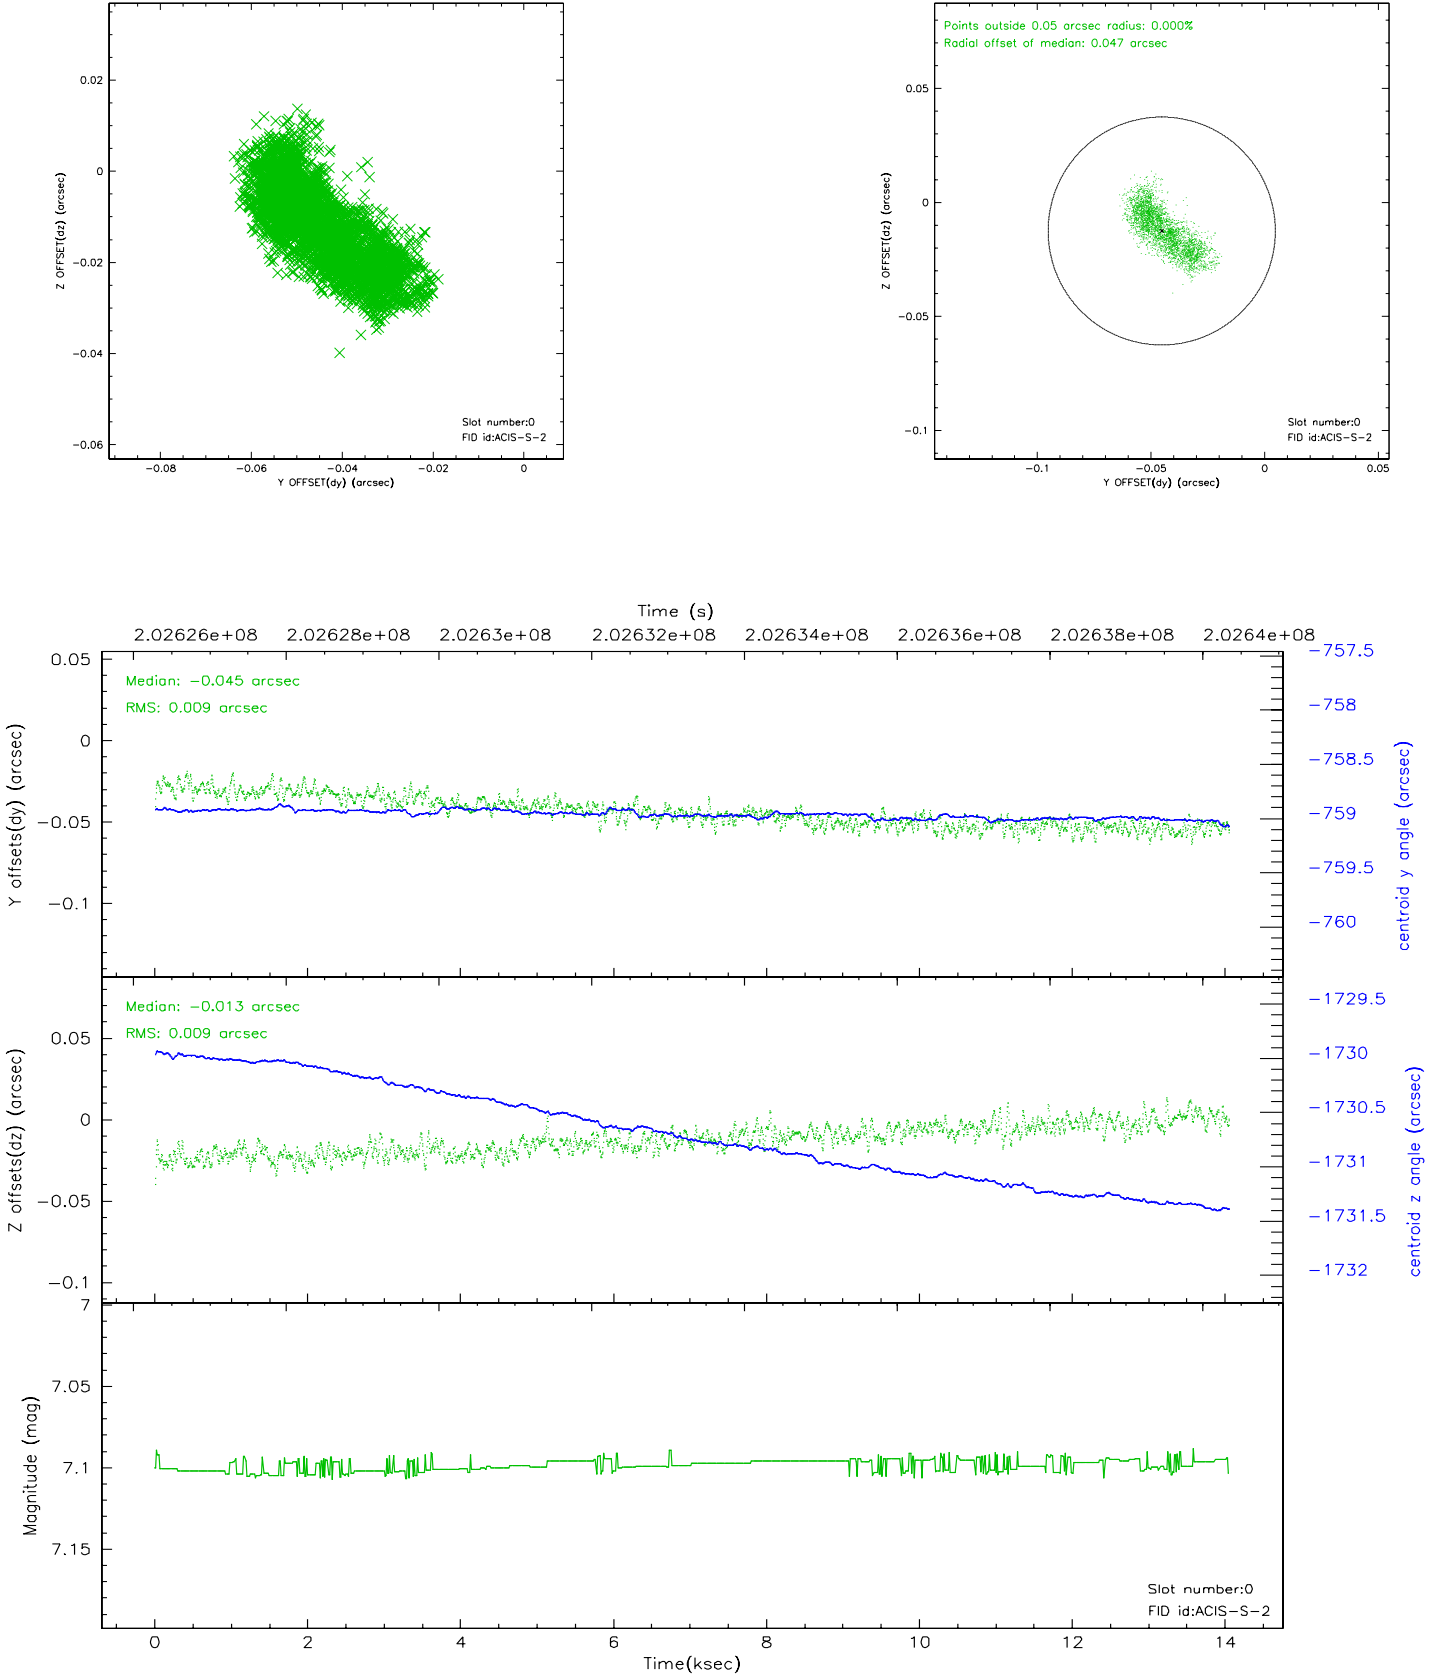 0.02
0
-0.02
-0.04
-0.06
Z OFFSET(dz) (arcsec)
Slot number:0
FID id:ACIS-S-2
-0.08
-0.06
-0.04
-0.02
0
Y OFFSET(dy) (arcsec)
Points outside 0.05 arcsec radius: 0.000%
Radial offset of median: 0.047 arcsec
0.05
0
-0.05
-0.1
Z OFFSET(dz) (arcsec)
Slot number:0
FID id:ACIS-S-2
-0.1
-0.05
0
0.05
Y OFFSET(dy) (arcsec)
Time (s)
2.02626e+08
2.02628e+08
2.0263e+08
2.02632e+08
2.02634e+08
2.02636e+08
2.02638e+08
2.0264e+08
0.05
0
-0.05
-0.1
Y offsets(dy) (arcsec)
Median: -0.045 arcsec
RMS: 0.009 arcsec
-757.5
-758
-758.5
-759
-759.5
-760
centroid y angle (arcsec)
0.05
0
-0.05
-0.1
Z offsets(dz) (arcsec)
Median: -0.013 arcsec
RMS: 0.009 arcsec
-1729.5
-1730
-1730.5
-1731
-1731.5
-1732
centroid z angle (arcsec)
7
7.05
7.1
7.15
Magnitude (mag)
Slot number:0
FID id:ACIS-S-2
0
2
4
6
8
10
12
14
Time(ksec)